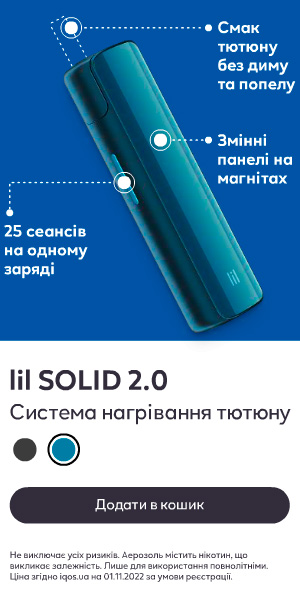 Смак
тютюну
без диму
та попелу
Змінні
панелі на
магнітах
25 сеансів
на одному
заряді
lil
lil SOLID 2.0
Система нагрівання тютюну
Додати в кошик
Не виключає усіх ризиків. Аерозоль містить нікотин, що
викликає залежність. Лише для використання повнолітніми.
Ціна згідно iqos.ua на 01.11.2022 за умови реєстрації.